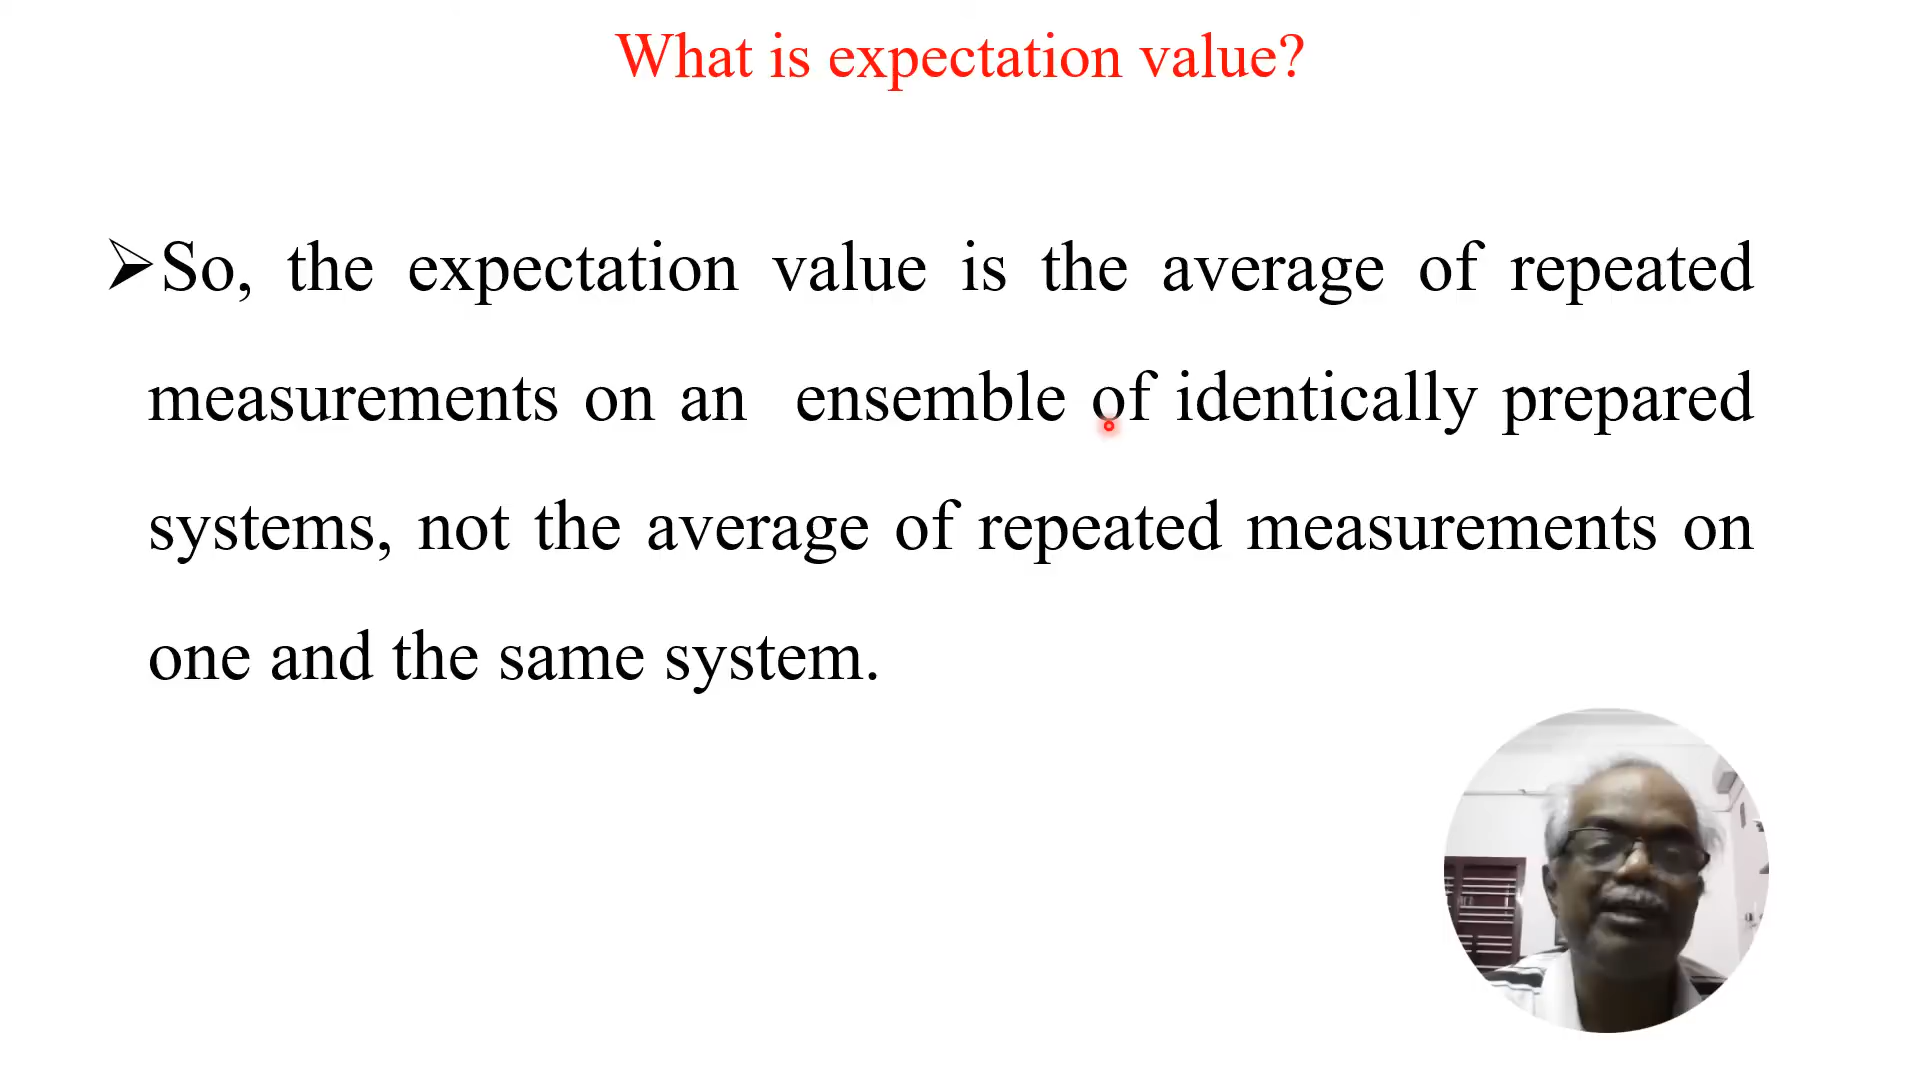 What is expectation value?
➢So, the expectation value is the average of repeated
measurements on an ensemble of identically prepared
systems, not the average of repeated measurements on
one and the same system.